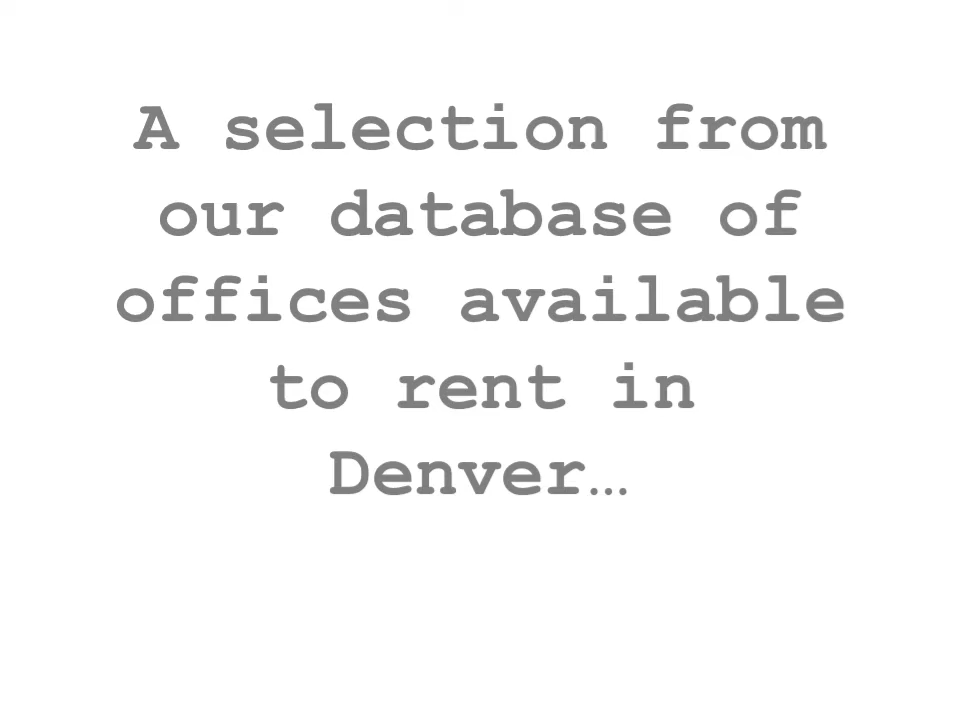 A selection from
our database of
offices available
to rent in
Denver…